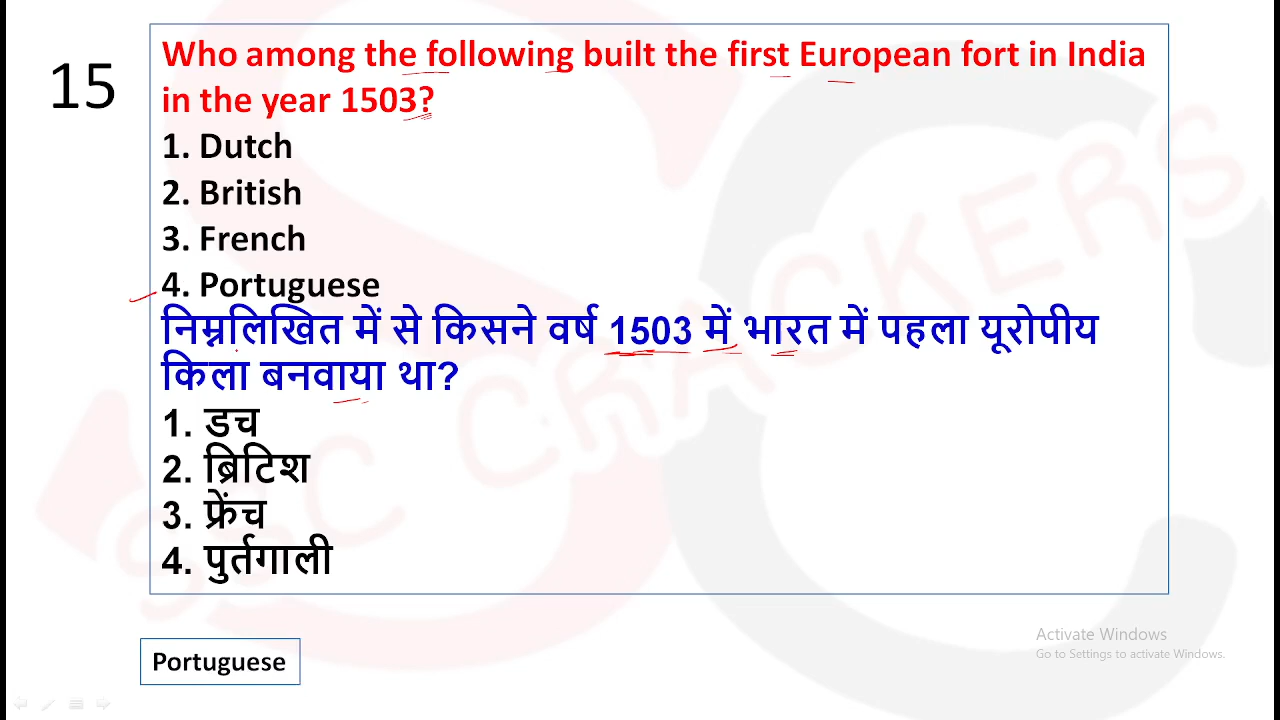 15
Who among the following built the first European fort in India
in the year 1503?
1. Dutch
2. British
3. French
4. Portuguese
निम्नलिखित में से किसने वर्ष 1503 में भारत में पहला यूरोपीय
किला बनवाया था?
1. डच
2. ब्रिटिश
3. फ्रेंच
4. पुर्तगाली
SSC CRACKERS
Portuguese
Activate Windows
Go to Settings to activate Windows.